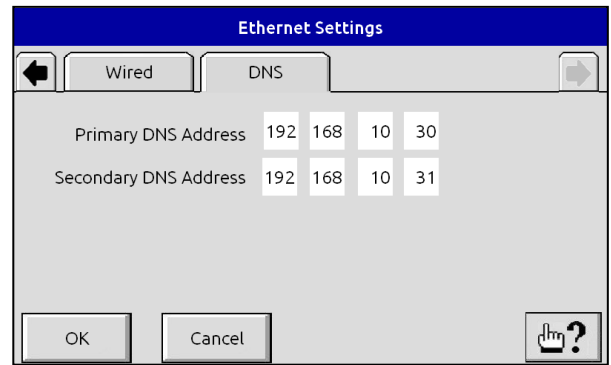 Ethernet Settings
Wired DNS
Primary DNS Address 192 168 10 30
Secondary DNS Address 192 168 10 31
OK Cancel ?